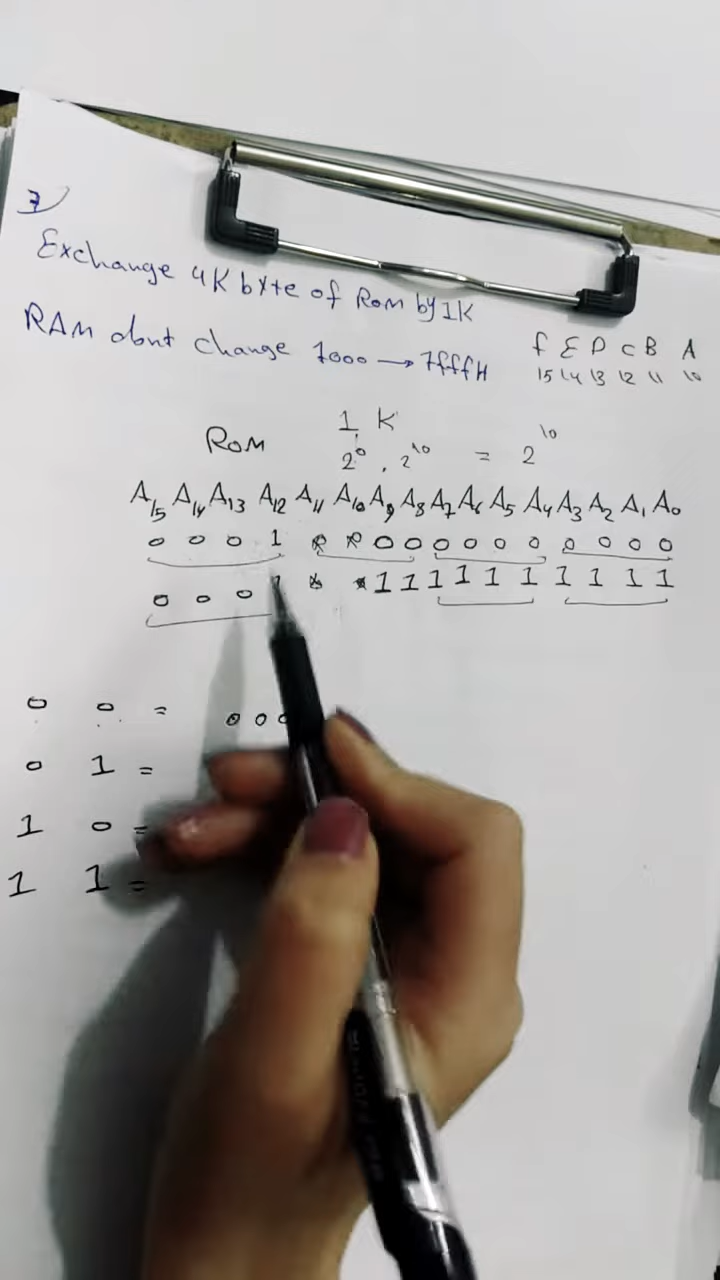 3
Exchange 4K byte of Rom by 1K
RAM dont change 1000 → 7fffH
f E D C B A
15 14 13 12 11 10
Rom
1 K
2⁰ . 2¹⁰ = 2¹⁰
A15 A14 A13 A12 A11 A10 A9 A8 A7 A6 A5 A4 A3 A2 A1 A0
0 0 0 1 * * 0 0 0 0 0 0 0 0 0 0
0 0 0 1 * * 1 1 1 1 1 1 1 1 1 1
0 0 = 0 0 0
0 1 =
1 0 =
1 1 =